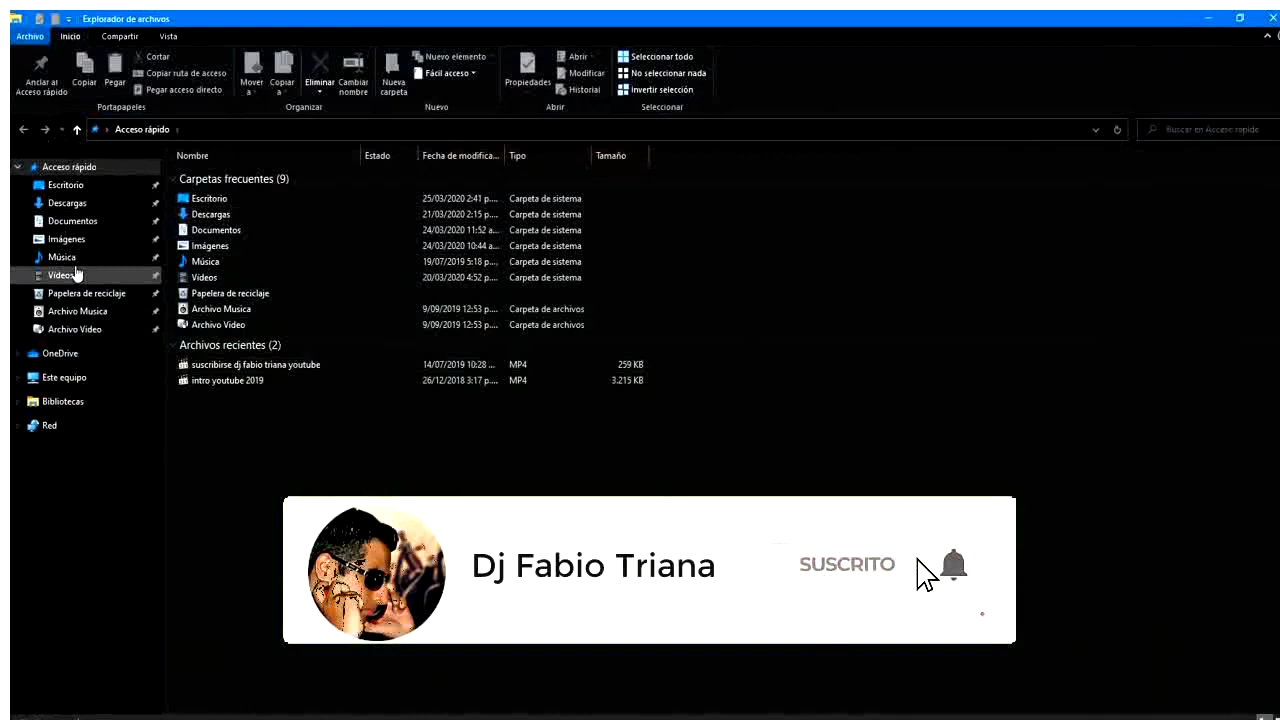 Explorador de archivos
Archivo Inicio Compartir Vista
Anclar al Acceso rápido
Copiar
Pegar
Cortar
Copiar ruta de acceso
Pegar acceso directo
Mover a
Copiar a
Eliminar
Cambiar nombre
Nueva carpeta
Nuevo elemento
Fácil acceso
Propiedades
Abrir
Modificar
Historial
Seleccionar todo
No seleccionar nada
Invertir selección
Portapapeles Organizar Nuevo Abrir Seleccionar
Acceso rápido
Buscar en Acceso rápido
Acceso rápido
Escritorio
Descargas
Documentos
Imágenes
Música
Vídeos
Papelera de reciclaje
Archivo Musica
Archivo Video
OneDrive
Este equipo
Bibliotecas
Red
Nombre Estado Fecha de modifica... Tipo Tamaño
Carpetas frecuentes (9)
Escritorio 25/03/2020 2:41 p.... Carpeta de sistema
Descargas 21/03/2020 2:15 p.... Carpeta de sistema
Documentos 24/03/2020 11:52 a... Carpeta de sistema
Imágenes 24/03/2020 10:44 a... Carpeta de sistema
Música 19/07/2019 5:18 p.... Carpeta de sistema
Vídeos 20/03/2020 4:52 p.... Carpeta de sistema
Papelera de reciclaje
Archivo Musica 9/09/2019 12:53 p.... Carpeta de archivos
Archivo Video 9/09/2019 12:53 p.... Carpeta de archivos
Archivos recientes (2)
suscribirse dj fabio triana youtube 14/07/2019 10:28 ... MP4 259 KB
intro youtube 2019 26/12/2018 3:17 p.... MP4 3.215 KB
Dj Fabio Triana
SUSCRITO